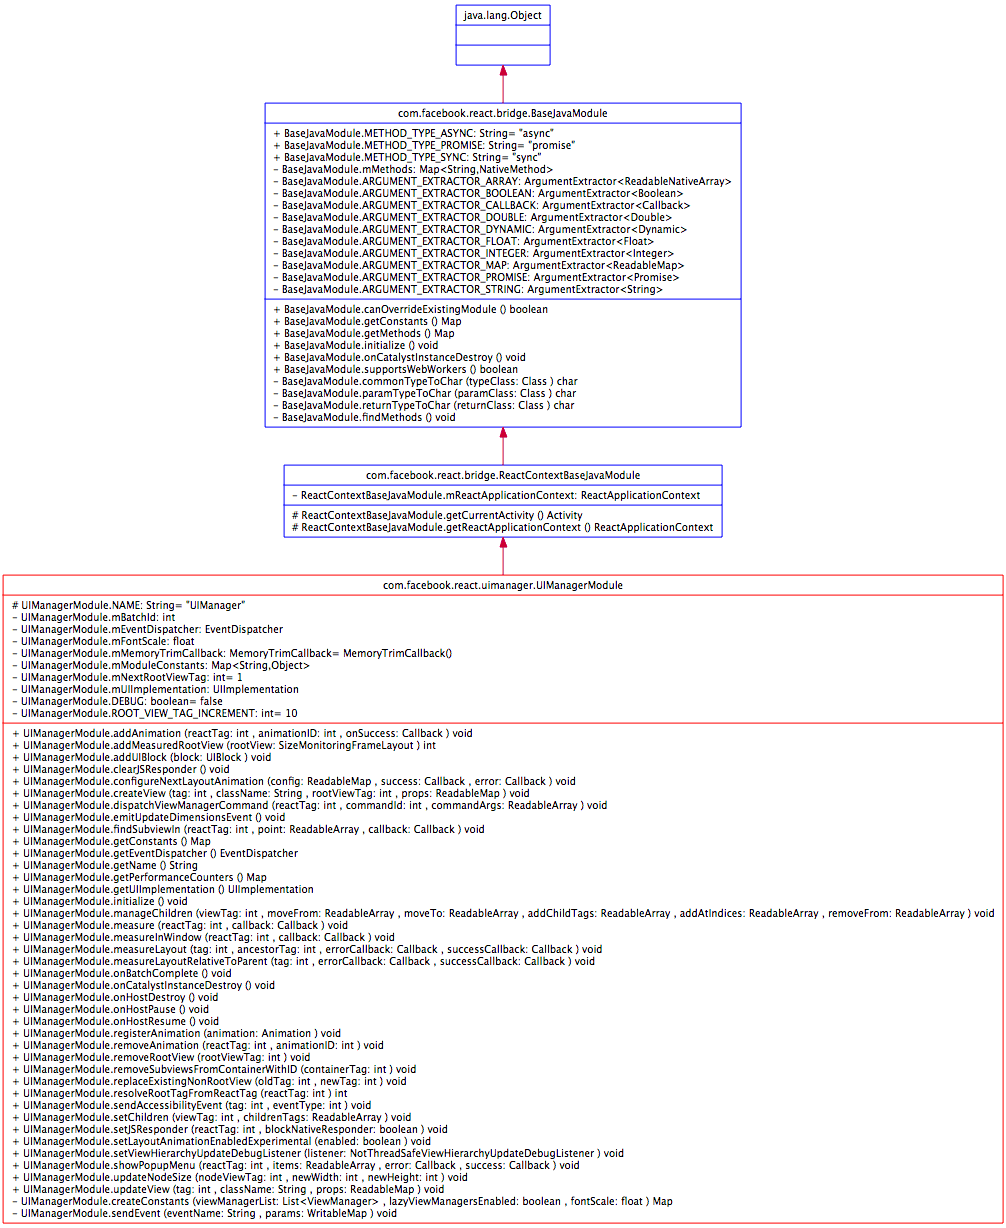 java.lang.Object
com.facebook.react.bridge.BaseJavaModule
+ BaseJavaModule.METHOD_TYPE_ASYNC: String= "async"
+ BaseJavaModule.METHOD_TYPE_PROMISE: String= "promise"
+ BaseJavaModule.METHOD_TYPE_SYNC: String= "sync"
- BaseJavaModule.mMethods: Map<String,NativeMethod>
- BaseJavaModule.ARGUMENT_EXTRACTOR_ARRAY: ArgumentExtractor<ReadableNativeArray>
- BaseJavaModule.ARGUMENT_EXTRACTOR_BOOLEAN: ArgumentExtractor<Boolean>
- BaseJavaModule.ARGUMENT_EXTRACTOR_CALLBACK: ArgumentExtractor<Callback>
- BaseJavaModule.ARGUMENT_EXTRACTOR_DOUBLE: ArgumentExtractor<Double>
- BaseJavaModule.ARGUMENT_EXTRACTOR_DYNAMIC: ArgumentExtractor<Dynamic>
- BaseJavaModule.ARGUMENT_EXTRACTOR_FLOAT: ArgumentExtractor<Float>
- BaseJavaModule.ARGUMENT_EXTRACTOR_INTEGER: ArgumentExtractor<Integer>
- BaseJavaModule.ARGUMENT_EXTRACTOR_MAP: ArgumentExtractor<ReadableMap>
- BaseJavaModule.ARGUMENT_EXTRACTOR_PROMISE: ArgumentExtractor<Promise>
- BaseJavaModule.ARGUMENT_EXTRACTOR_STRING: ArgumentExtractor<String>
+ BaseJavaModule.canOverrideExistingModule () boolean
+ BaseJavaModule.getConstants () Map
+ BaseJavaModule.getMethods () Map
+ BaseJavaModule.initialize () void
+ BaseJavaModule.onCatalystInstanceDestroy () void
+ BaseJavaModule.supportsWebWorkers () boolean
- BaseJavaModule.commonTypeToChar (typeClass: Class ) char
- BaseJavaModule.paramTypeToChar (paramClass: Class ) char
- BaseJavaModule.returnTypeToChar (returnClass: Class ) char
- BaseJavaModule.findMethods () void
com.facebook.react.bridge.ReactContextBaseJavaModule
- ReactContextBaseJavaModule.mReactApplicationContext: ReactApplicationContext
# ReactContextBaseJavaModule.getCurrentActivity () Activity
# ReactContextBaseJavaModule.getReactApplicationContext () ReactApplicationContext
com.facebook.react.uimanager.UIManagerModule
# UIManagerModule.NAME: String= "UIManager"
- UIManagerModule.mBatchId: int
- UIManagerModule.mEventDispatcher: EventDispatcher
- UIManagerModule.mFontScale: float
- UIManagerModule.mMemoryTrimCallback: MemoryTrimCallback= MemoryTrimCallback()
- UIManagerModule.mModuleConstants: Map<String,Object>
- UIManagerModule.mNextRootViewTag: int= 1
- UIManagerModule.mUIImplementation: UIImplementation
- UIManagerModule.DEBUG: boolean= false
- UIManagerModule.ROOT_VIEW_TAG_INCREMENT: int= 10
+ UIManagerModule.addAnimation (reactTag: int , animationID: int , onSuccess: Callback ) void
+ UIManagerModule.addMeasuredRootView (rootView: SizeMonitoringFrameLayout ) int
+ UIManagerModule.addUIBlock (block: UIBlock ) void
+ UIManagerModule.clearJSResponder () void
+ UIManagerModule.configureNextLayoutAnimation (config: ReadableMap , success: Callback , error: Callback ) void
+ UIManagerModule.createView (tag: int , className: String , rootViewTag: int , props: ReadableMap ) void
+ UIManagerModule.dispatchViewManagerCommand (reactTag: int , commandId: int , commandArgs: ReadableArray ) void
+ UIManagerModule.emitUpdateDimensionsEvent () void
+ UIManagerModule.findSubviewIn (reactTag: int , point: ReadableArray , callback: Callback ) void
+ UIManagerModule.getConstants () Map
+ UIManagerModule.getEventDispatcher () EventDispatcher
+ UIManagerModule.getName () String
+ UIManagerModule.getPerformanceCounters () Map
+ UIManagerModule.getUIImplementation () UIImplementation
+ UIManagerModule.initialize () void
+ UIManagerModule.manageChildren (viewTag: int , moveFrom: ReadableArray , moveTo: ReadableArray , addChildTags: ReadableArray , addAtIndices: ReadableArray , removeFrom: ReadableArray ) void
+ UIManagerModule.measure (reactTag: int , callback: Callback ) void
+ UIManagerModule.measureInWindow (reactTag: int , callback: Callback ) void
+ UIManagerModule.measureLayout (tag: int , ancestorTag: int , errorCallback: Callback , successCallback: Callback ) void
+ UIManagerModule.measureLayoutRelativeToParent (tag: int , errorCallback: Callback , successCallback: Callback ) void
+ UIManagerModule.onBatchComplete () void
+ UIManagerModule.onCatalystInstanceDestroy () void
+ UIManagerModule.onHostDestroy () void
+ UIManagerModule.onHostPause () void
+ UIManagerModule.onHostResume () void
+ UIManagerModule.registerAnimation (animation: Animation ) void
+ UIManagerModule.removeAnimation (reactTag: int , animationID: int ) void
+ UIManagerModule.removeRootView (rootViewTag: int ) void
+ UIManagerModule.removeSubviewsFromContainerWithID (containerTag: int ) void
+ UIManagerModule.replaceExistingNonRootView (oldTag: int , newTag: int ) void
+ UIManagerModule.resolveRootTagFromReactTag (reactTag: int ) int
+ UIManagerModule.sendAccessibilityEvent (tag: int , eventType: int ) void
+ UIManagerModule.setChildren (viewTag: int , childrenTags: ReadableArray ) void
+ UIManagerModule.setJSResponder (reactTag: int , blockNativeResponder: boolean ) void
+ UIManagerModule.setLayoutAnimationEnabledExperimental (enabled: boolean ) void
+ UIManagerModule.setViewHierarchyUpdateDebugListener (listener: NotThreadSafeViewHierarchyUpdateDebugListener ) void
+ UIManagerModule.showPopupMenu (reactTag: int , items: ReadableArray , error: Callback , success: Callback ) void
+ UIManagerModule.updateNodeSize (nodeViewTag: int , newWidth: int , newHeight: int ) void
+ UIManagerModule.updateView (tag: int , className: String , props: ReadableMap ) void
- UIManagerModule.createConstants (viewManagerList: List<ViewManager> , lazyViewManagersEnabled: boolean , fontScale: float ) Map
- UIManagerModule.sendEvent (eventName: String , params: WritableMap ) void